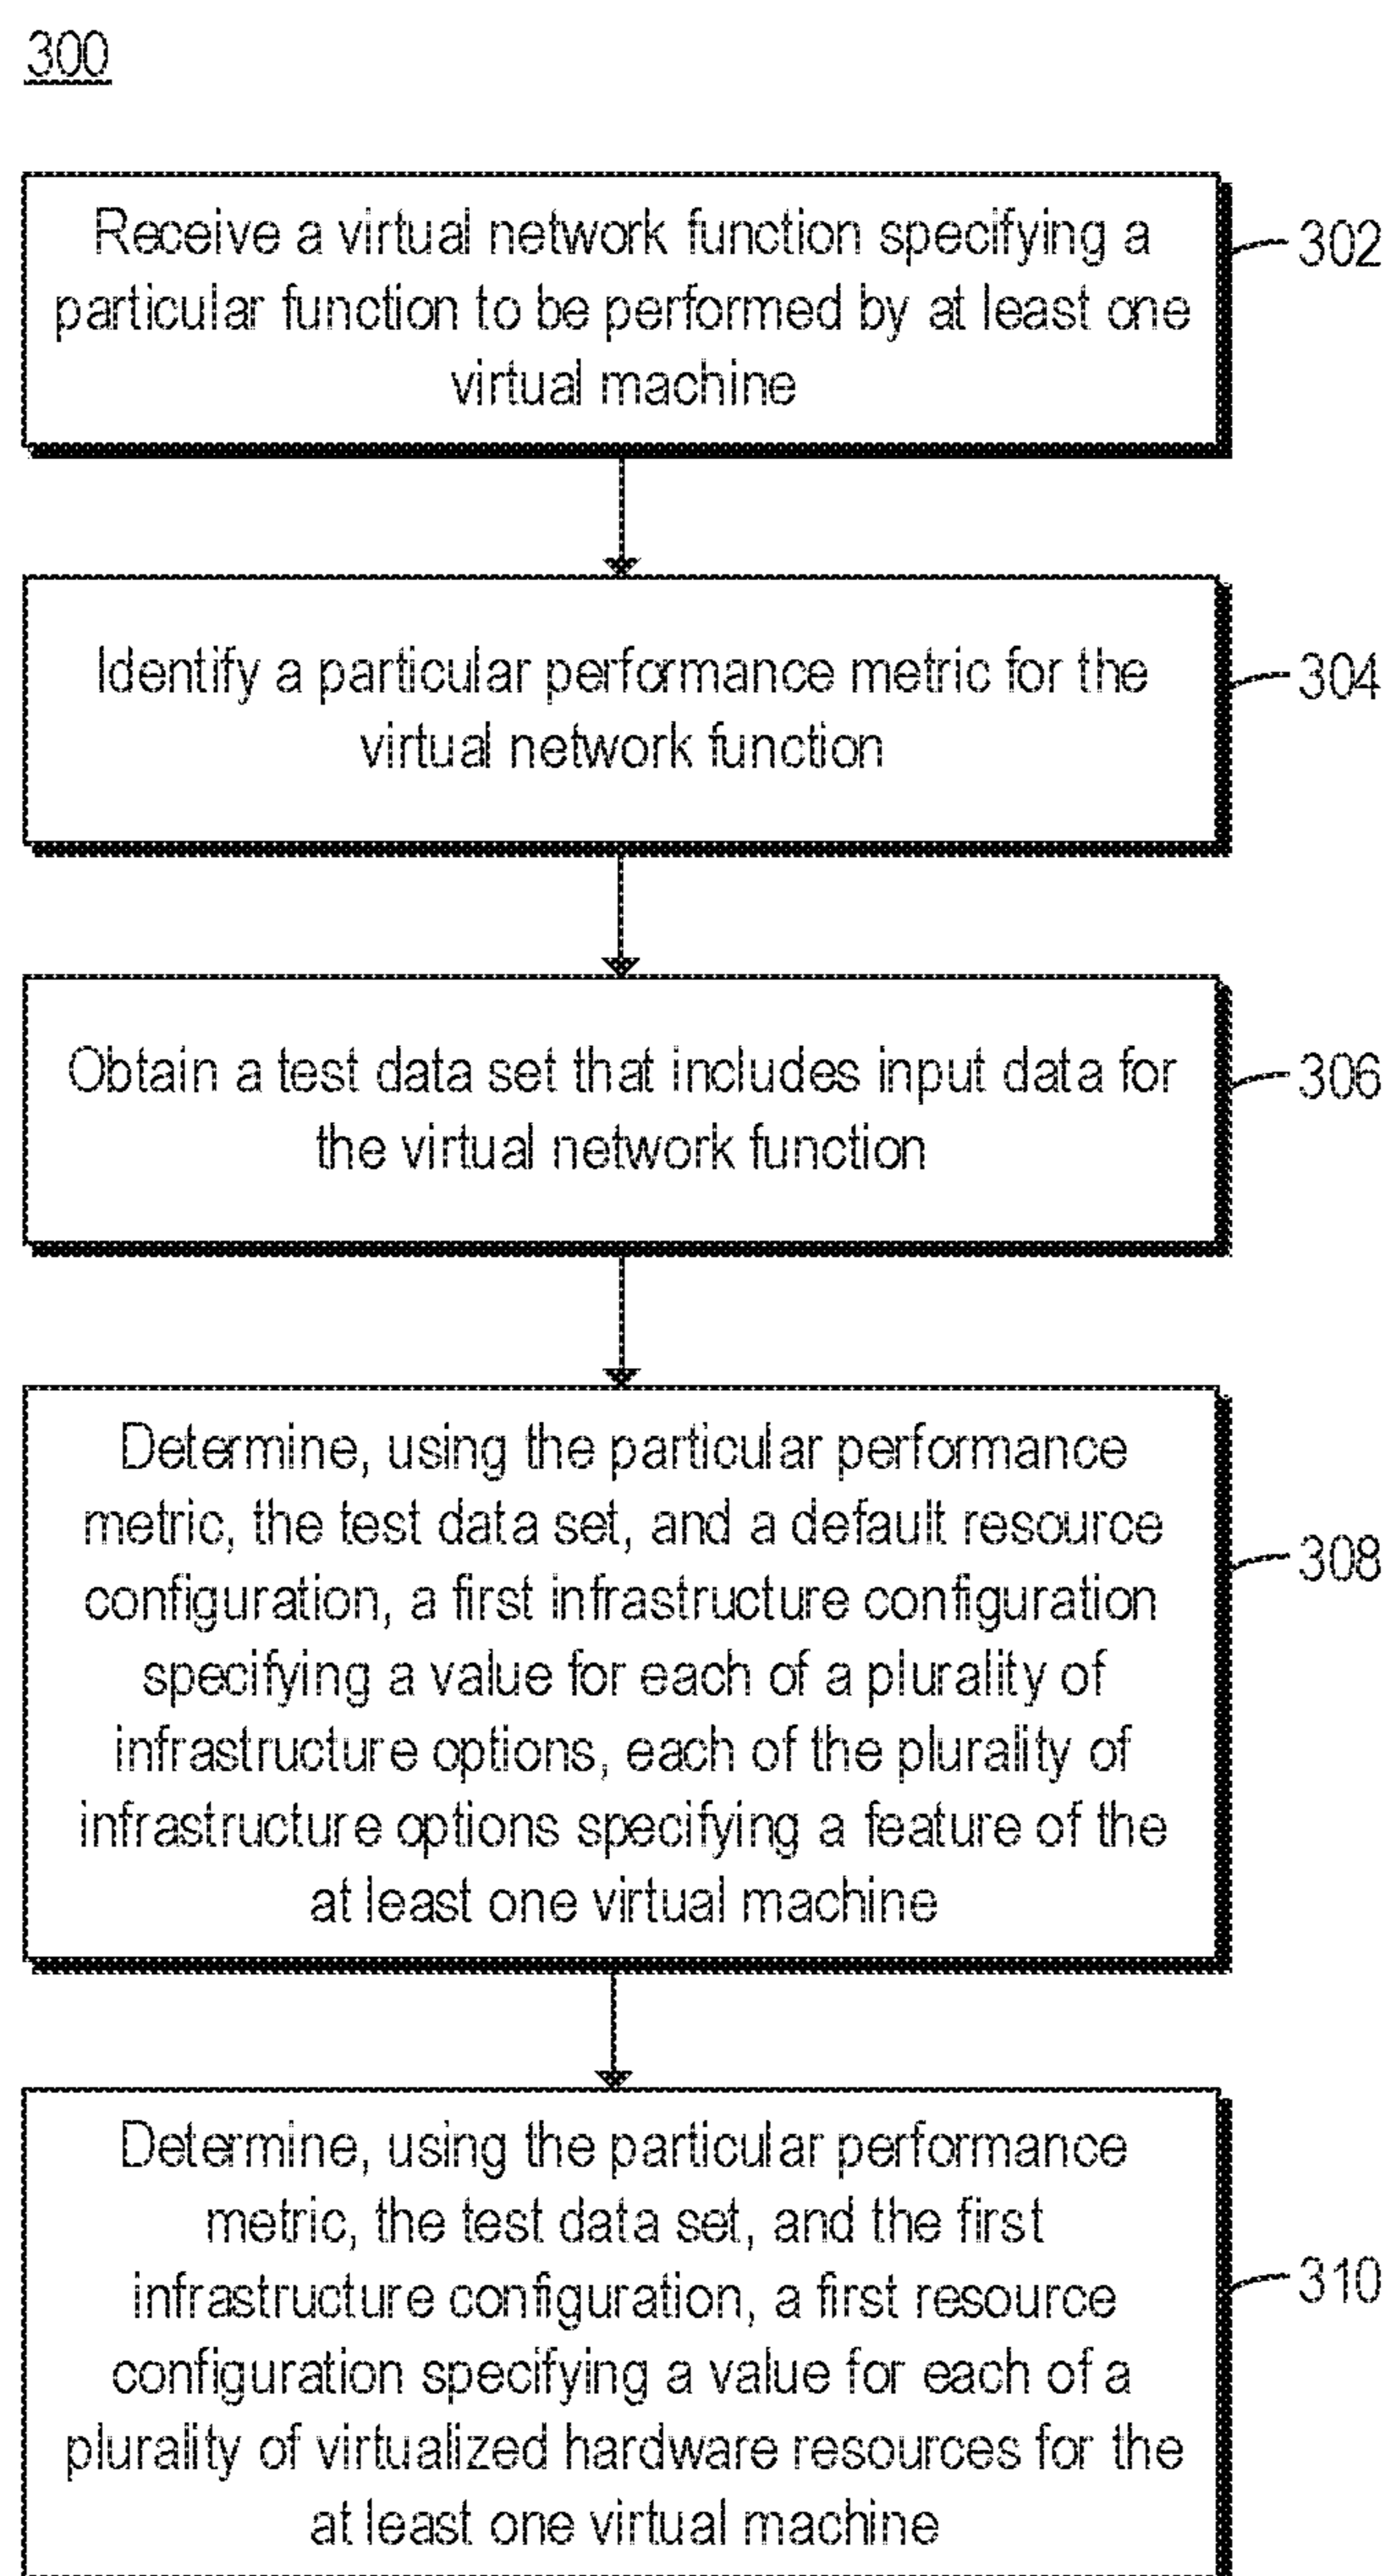 300
Receive a virtual network function specifying a
particular function to be performed by at least one
virtual machine
302
Identify a particular performance metric for the
virtual network function
304
Obtain a test data set that includes input data for
the virtual network function
306
Determine, using the particular performance
metric, the test data set, and a default resource
configuration, a first infrastructure configuration
specifying a value for each of a plurality of
infrastructure options, each of the plurality of
infrastructure options specifying a feature of the
at least one virtual machine
308
Determine, using the particular performance
metric, the test data set, and the first
infrastructure configuration, a first resource
configuration specifying a value for each of a
plurality of virtualized hardware resources for the
at least one virtual machine
310